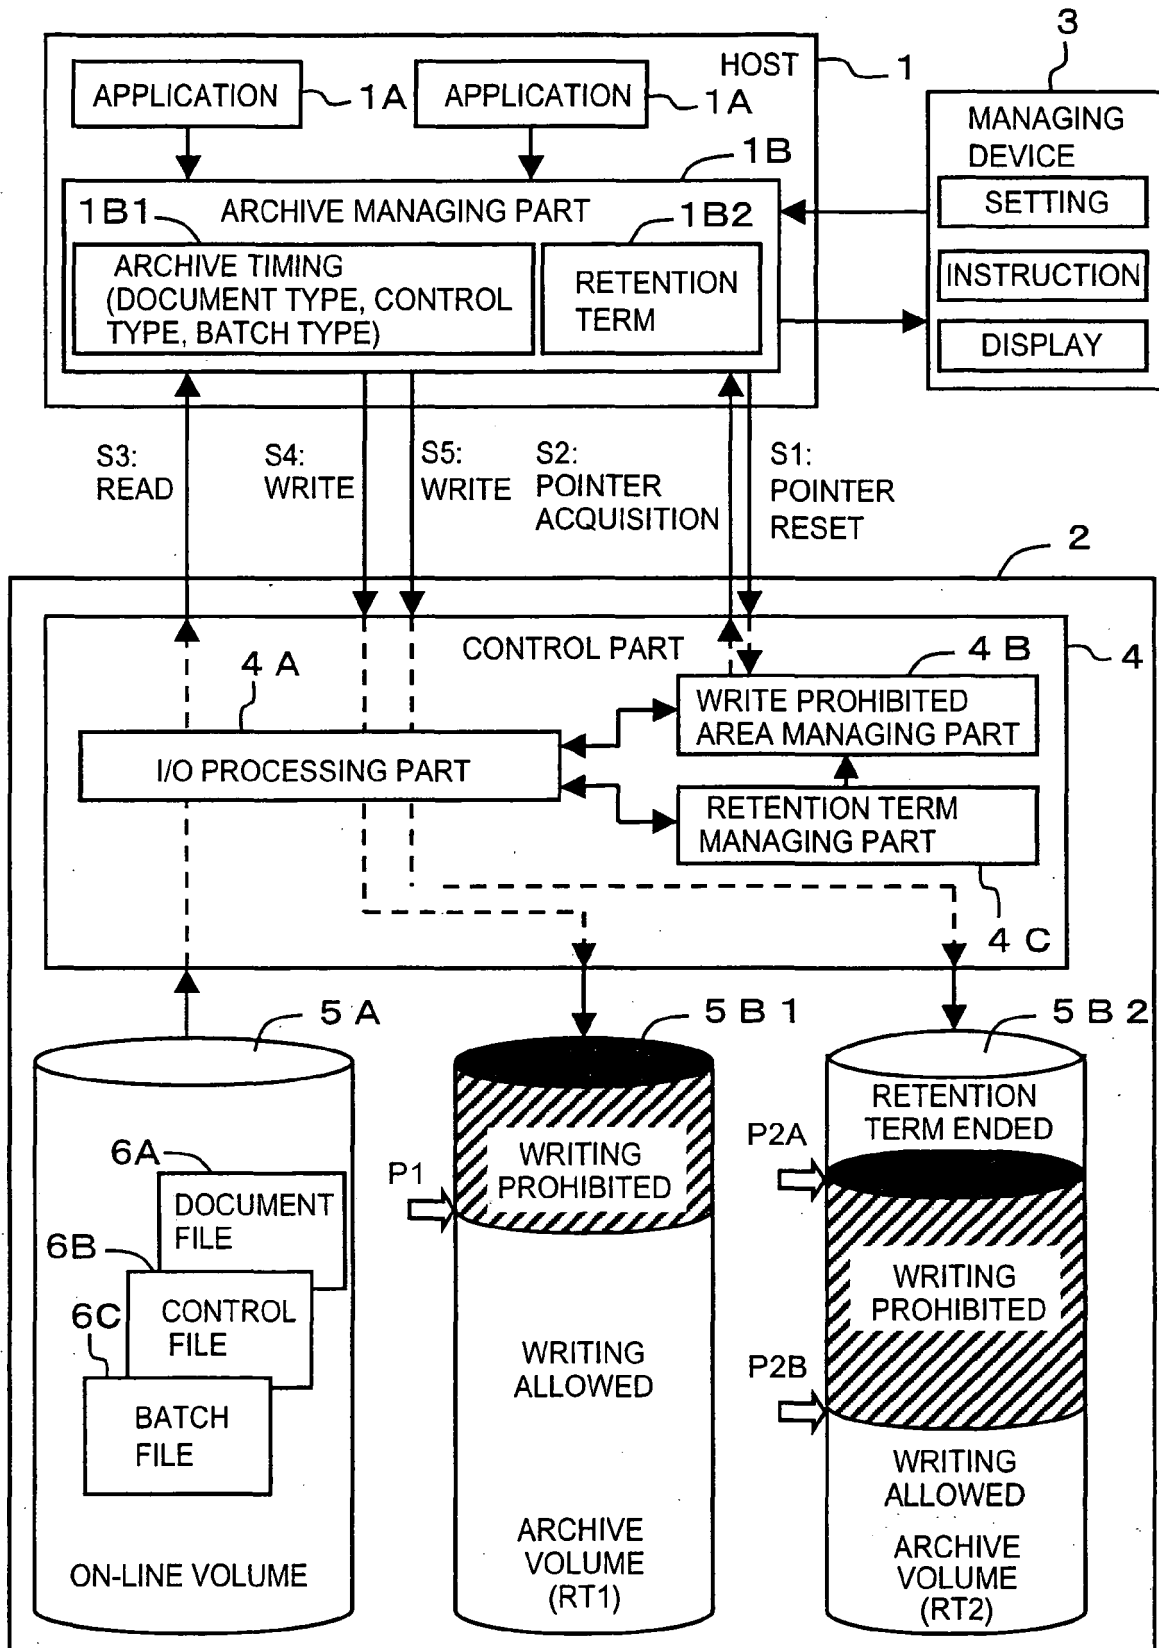 3
HOST
1
APPLICATION
1A
APPLICATION
1A
MANAGING
DEVICE
SETTING
INSTRUCTION
DISPLAY
1B
1B1
ARCHIVE MANAGING PART
1B2
ARCHIVE TIMING
(DOCUMENT TYPE, CONTROL
TYPE, BATCH TYPE)
RETENTION
TERM
S3:
READ
S4:
WRITE
S5:
WRITE
S2:
POINTER
ACQUISITION
S1:
POINTER
RESET
2
CONTROL PART
4
4 A
4 B
WRITE PROHIBITED
AREA MANAGING PART
I/O PROCESSING PART
RETENTION TERM
MANAGING PART
4 C
5 A
5 B 1
5 B 2
6A
DOCUMENT
FILE
6B
CONTROL
FILE
6C
BATCH
FILE
ON-LINE VOLUME
P1
WRITING
PROHIBITED
WRITING
ALLOWED
ARCHIVE
VOLUME
(RT1)
RETENTION
TERM ENDED
P2A
WRITING
PROHIBITED
P2B
WRITING
ALLOWED
ARCHIVE
VOLUME
(RT2)